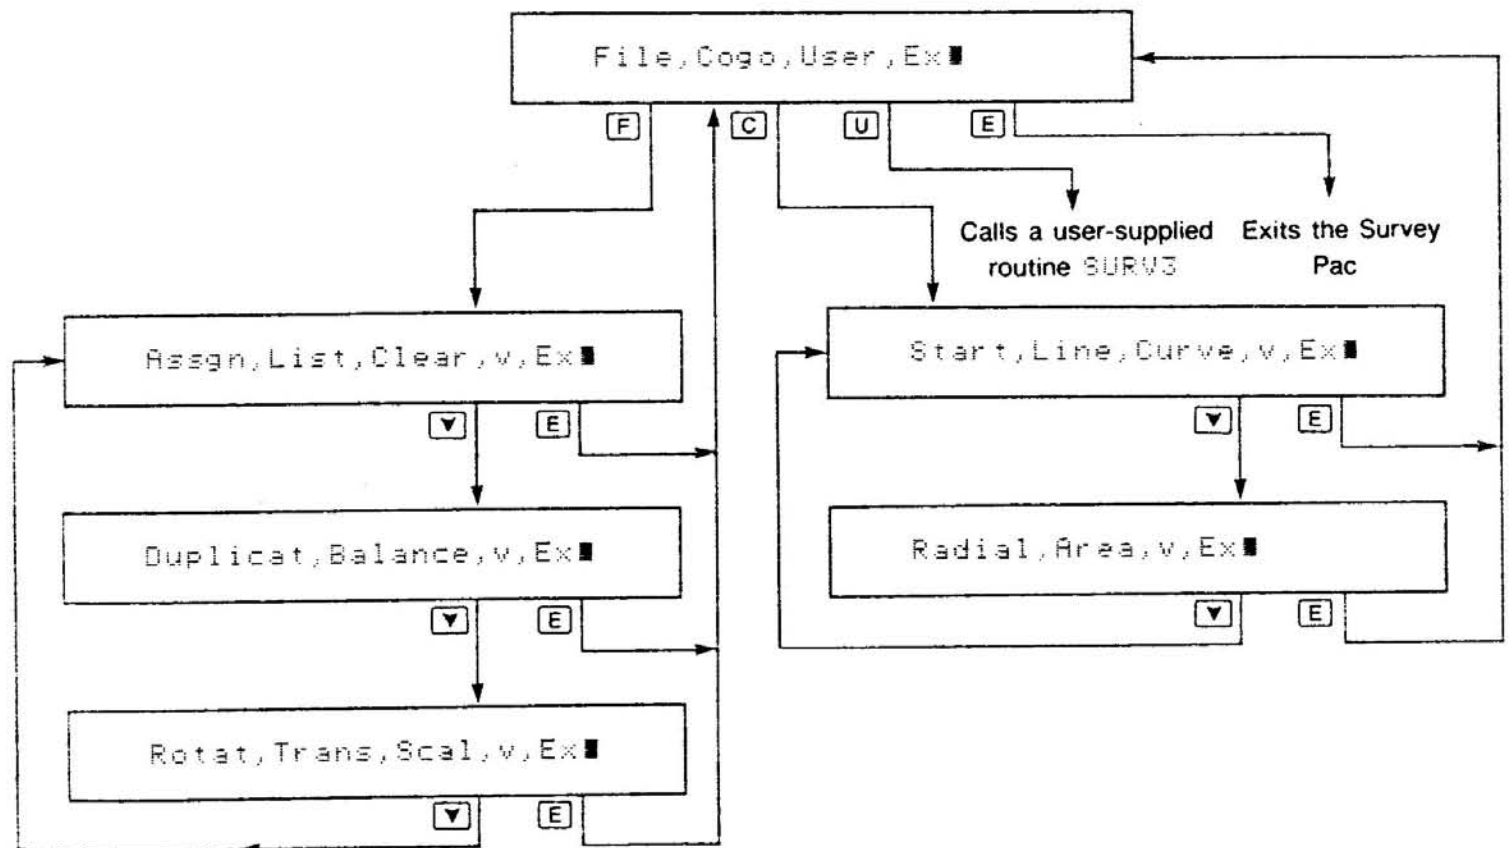 File,Cogo,User,Ex
F
C
U
E
Calls a user-supplied
routine SURV3
Exits the Survey
Pac
Assgn,List,Clear,v,Ex
▼
E
Start,Line,Curve,v,Ex
▼
E
Duplicat,Balance,v,Ex
▼
E
Radial,Area,v,Ex
▼
E
Rotat,Trans,Scal,v,Ex
▼
E